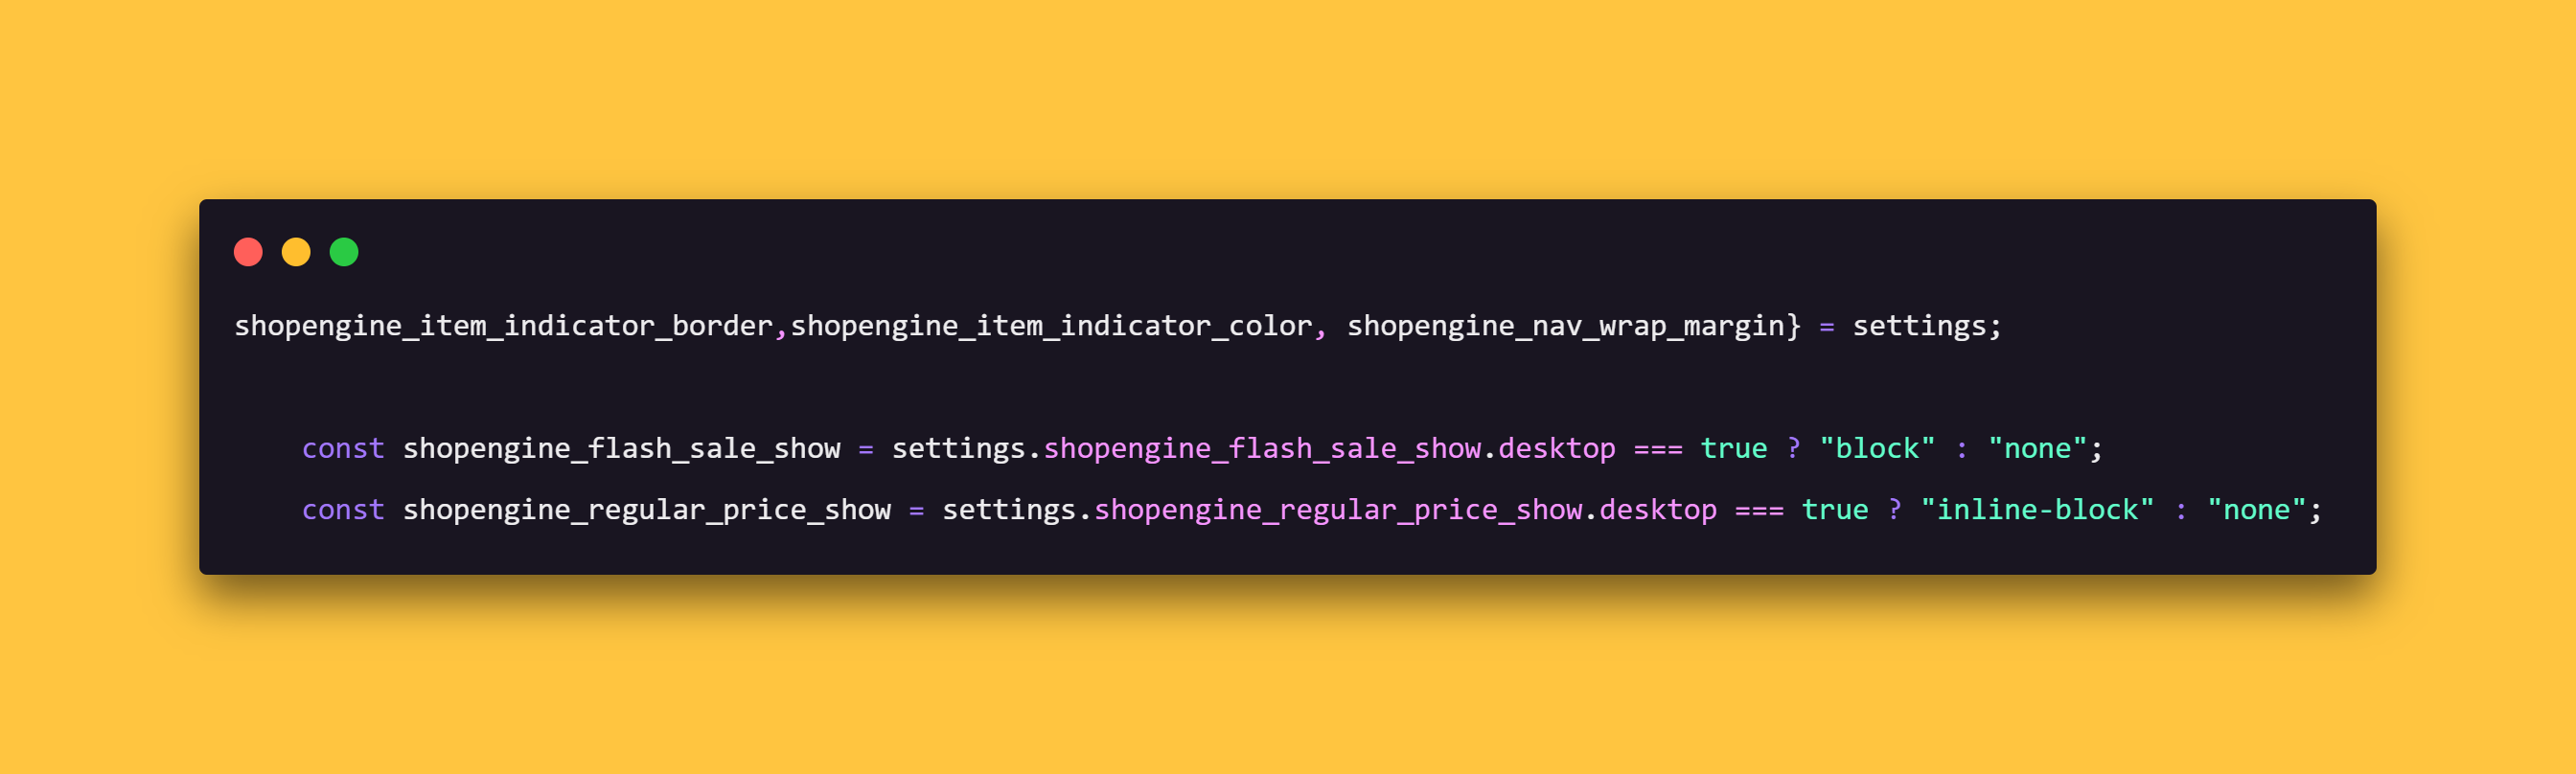 shopengine_item_indicator_border,shopengine_item_indicator_color, shopengine_nav_wrap_margin} = settings;
const shopengine_flash_sale_show = settings.shopengine_flash_sale_show.desktop === true ? "block" : "none";
const shopengine_regular_price_show = settings.shopengine_regular_price_show.desktop === true ? "inline-block" : "none";